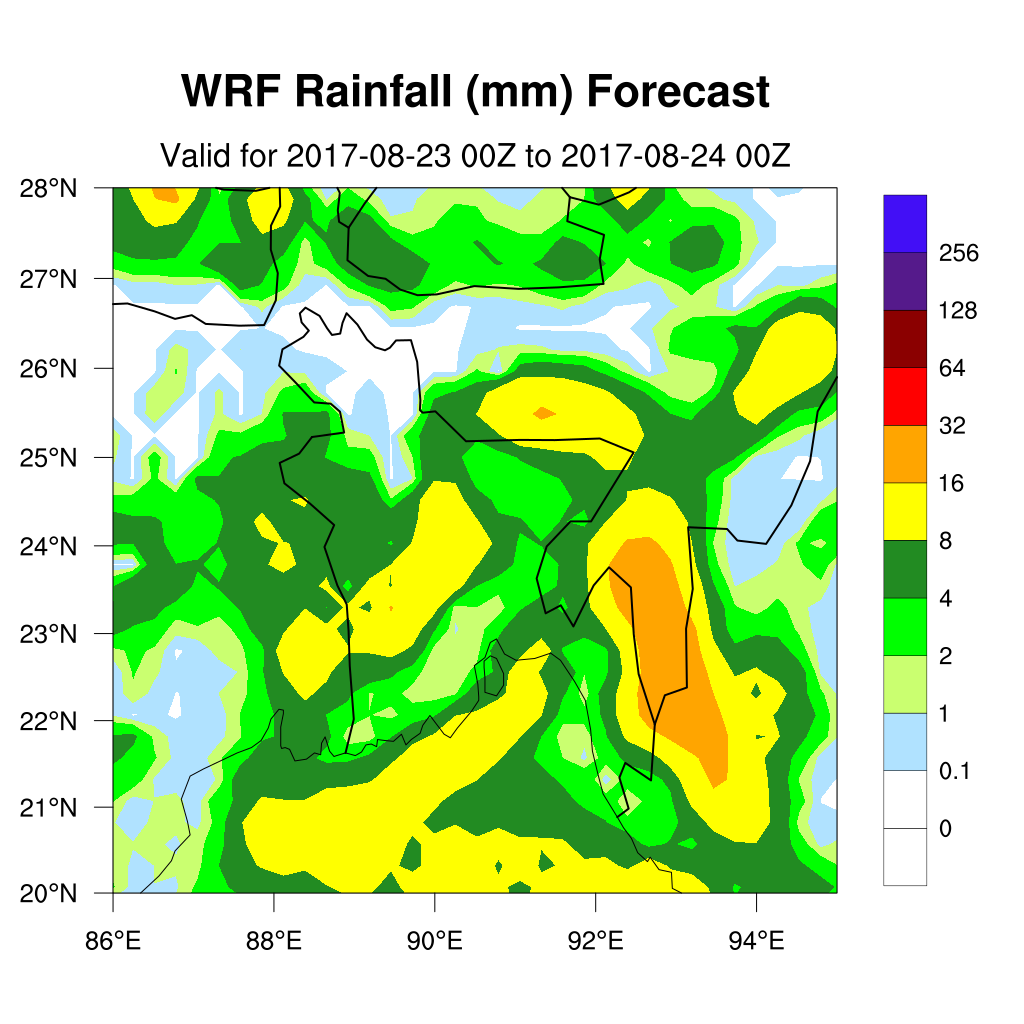 WRF Rainfall (mm) Forecast
Valid for 2017-08-23 00Z to 2017-08-24 00Z
28°N
27°N
26°N
25°N
24°N
23°N
22°N
21°N
20°N
86°E
88°E
90°E
92°E
94°E
256
128
64
32
16
8
4
2
1
0.1
0